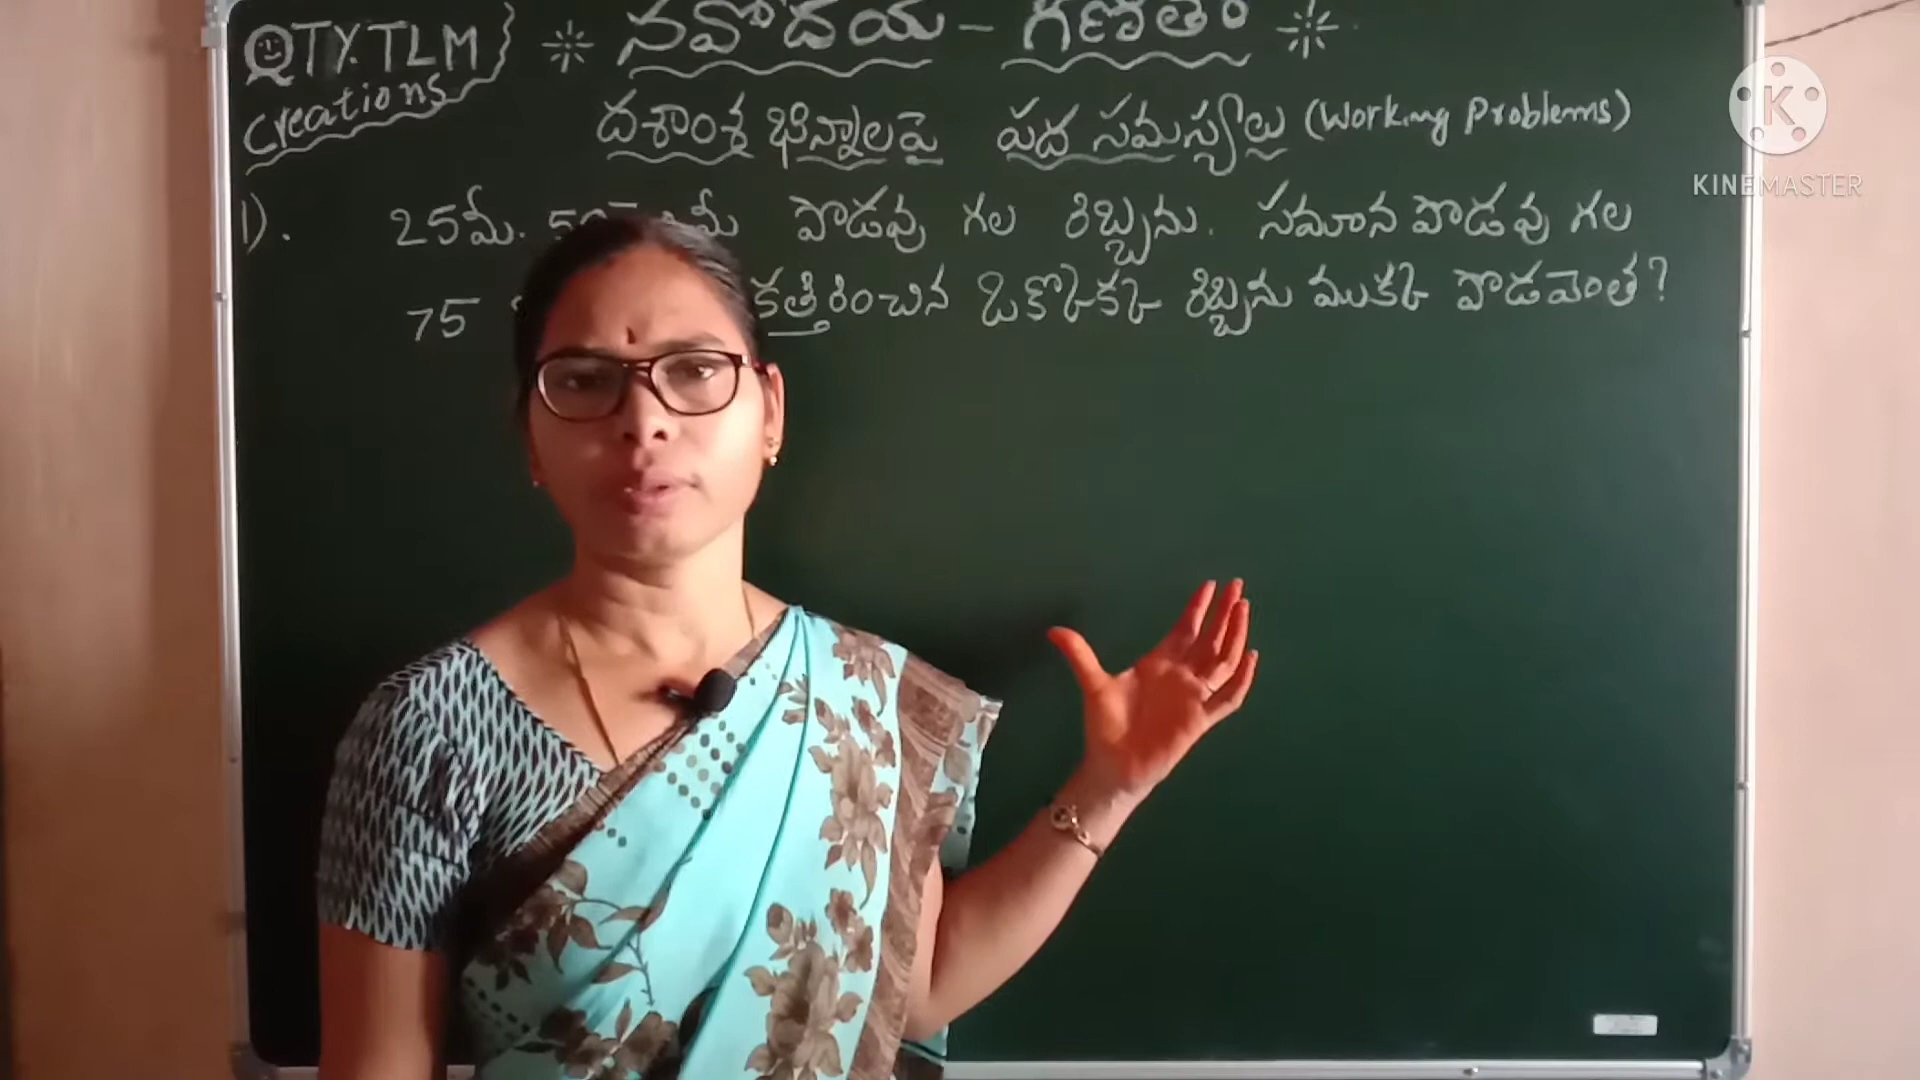 QTY.TLM
Creations
నవోదయ - గణితం
దశాంశ భిన్నాలపై పద సమస్యలు (Working Problems)
1). 25మీ. పొడవు గల రిబ్బను. సమాన పొడవు గల
75 కత్తిరించిన ఒకొక్కక్క రిబ్బను ముక్క పొడవెంత?
K
KINEMASTER